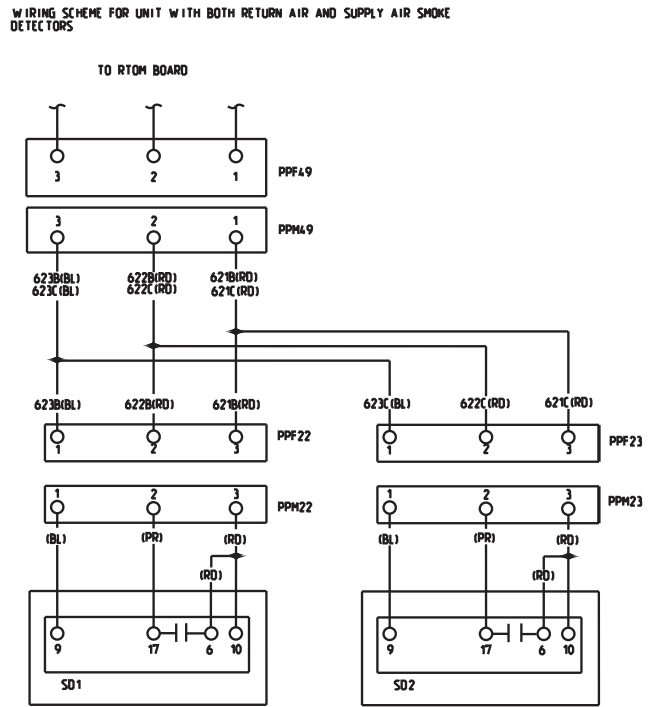 WIRING SCHEME FOR UNIT WITH BOTH RETURN AIR AND SUPPLY AIR SMOKE
DETECTORS
TO RTOM BOARD
3 2 1 PPF49
3 2 1 PPM49
623B(BL) 622B(RD) 621B(RD)
623C(BL) 622C(RD) 621C(RD)
623B(BL) 622B(RD) 621B(RD) 623C(BL) 622C(RD) 621C(RD)
PPF22 PPF23
1 2 3 1 2 3
1 2 3 1 2 3
PPM22 PPM23
(BL) (PR) (RD) (BL) (PR) (RD)
(RD) (RD)
9 17 6 10 9 17 6 10
SD1 SD2